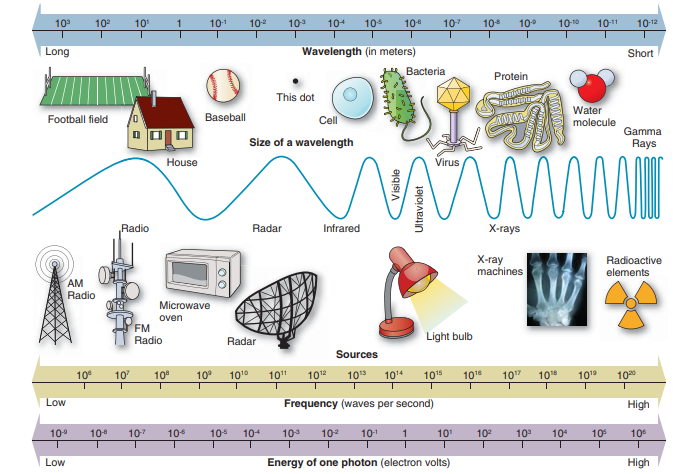 10³ 10² 10¹ 1 10⁻¹ 10⁻² 10⁻³ 10⁻⁴ 10⁻⁵ 10⁻⁶ 10⁻⁷ 10⁻⁸ 10⁻⁹ 10⁻¹⁰ 10⁻¹¹ 10⁻¹²
Long Wavelength (in meters) Short
Football field
House
Baseball
This dot
Cell
Bacteria
Virus
Protein
Water
molecule
Gamma
Rays
Size of a wavelength
Radio Radar Infrared Visible Ultraviolet X-rays
AM
Radio
FM
Radio
Microwave
oven
Radar
Light bulb
X-ray
machines
Radioactive
elements
Sources
10⁶ 10⁷ 10⁸ 10⁹ 10¹⁰ 10¹¹ 10¹² 10¹³ 10¹⁴ 10¹⁵ 10¹⁶ 10¹⁷ 10¹⁸ 10¹⁹ 10²⁰
Low Frequency (waves per second) High
10⁻⁹ 10⁻⁸ 10⁻⁷ 10⁻⁶ 10⁻⁵ 10⁻⁴ 10⁻³ 10⁻² 10⁻¹ 1 10¹ 10² 10³ 10⁴ 10⁵ 10⁶
Low Energy of one photon (electron volts) High